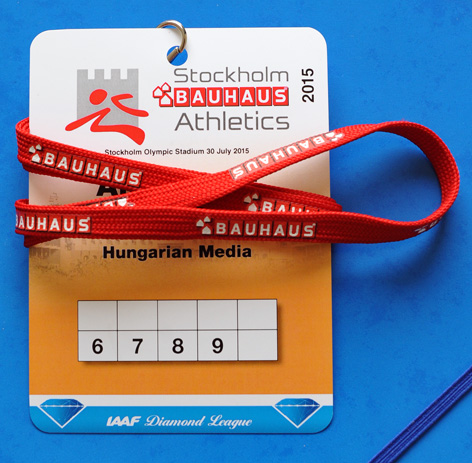 Stockholm
BAUHAUS
Athletics
2015
Stockholm Olympic Stadium 30 July 2015
BAUHAUS
BAUHAUS
BAUHAUS
BAUHAUS
Hungarian Media
6 7 8 9
IAAF Diamond League